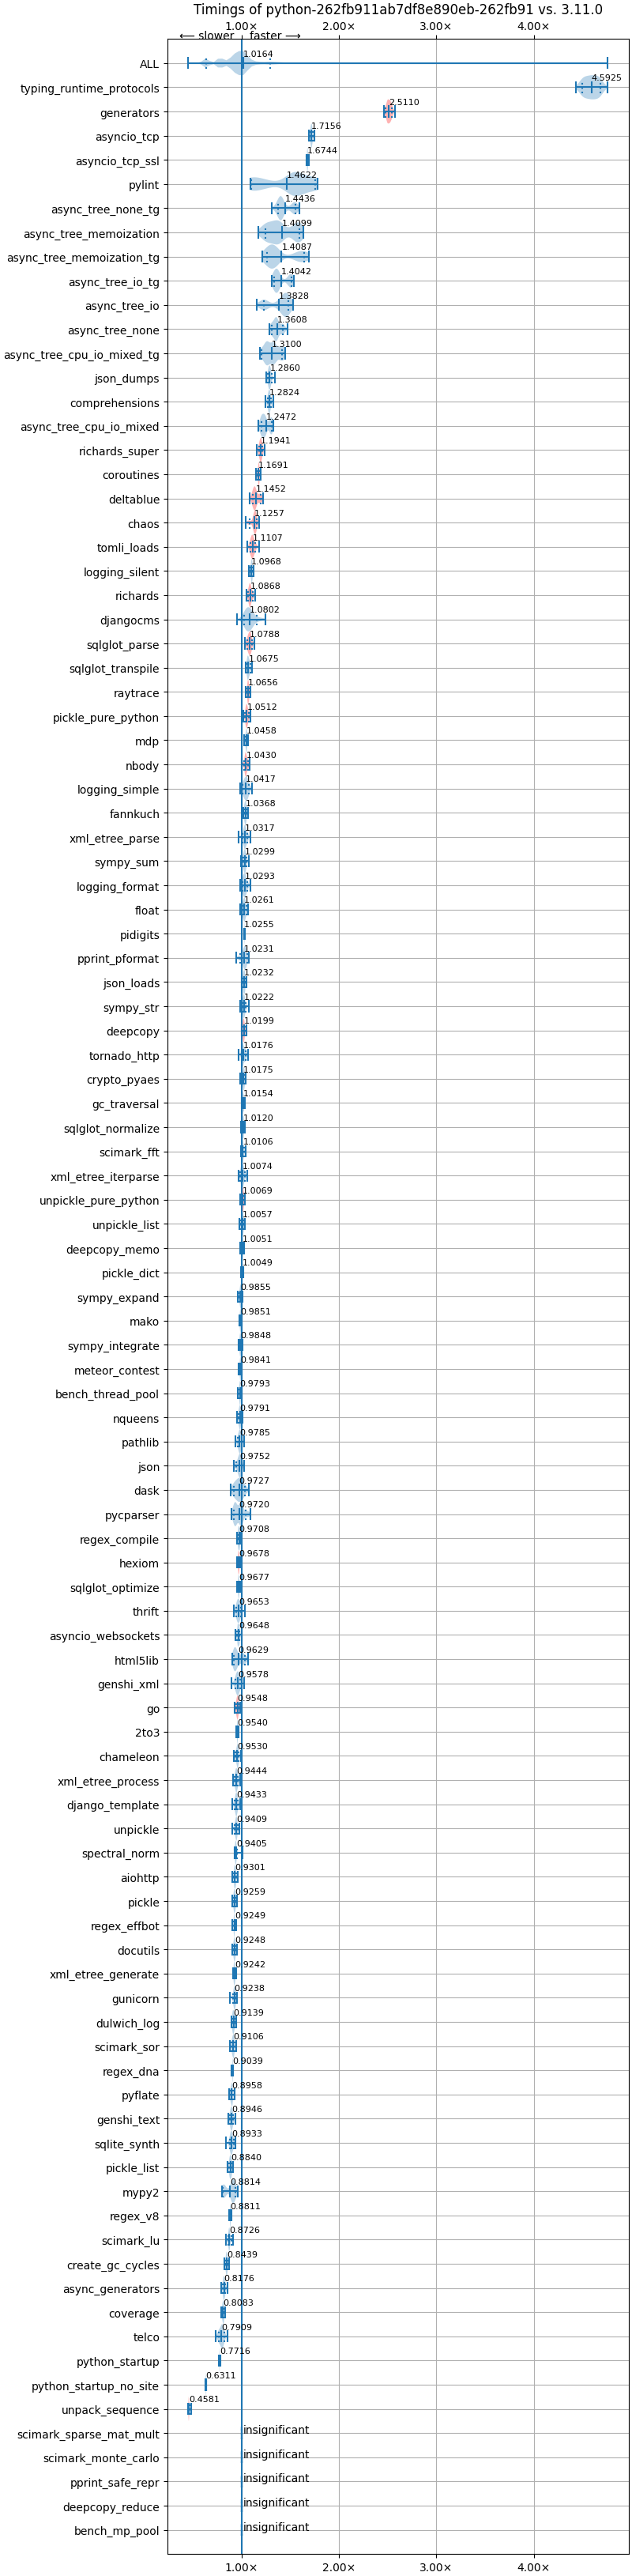 Timings of python-262fb911ab7df8e890eb-262fb91 vs. 3.11.0
1.00× 2.00× 3.00× 4.00×
⟵ slower faster ⟶
ALL 1.0164
typing_runtime_protocols 4.5925
generators 2.5110
asyncio_tcp 1.7156
asyncio_tcp_ssl 1.6744
pylint 1.4622
async_tree_none_tg 1.4436
async_tree_memoization 1.4099
async_tree_memoization_tg 1.4087
async_tree_io_tg 1.4042
async_tree_io 1.3828
async_tree_none 1.3608
async_tree_cpu_io_mixed_tg 1.3100
json_dumps 1.2860
comprehensions 1.2824
async_tree_cpu_io_mixed 1.2472
richards_super 1.1941
coroutines 1.1691
deltablue 1.1452
chaos 1.1257
tomli_loads 1.1107
logging_silent 1.0968
richards 1.0868
djangocms 1.0802
sqlglot_parse 1.0788
sqlglot_transpile 1.0675
raytrace 1.0656
pickle_pure_python 1.0512
mdp 1.0458
nbody 1.0430
logging_simple 1.0417
fannkuch 1.0368
xml_etree_parse 1.0317
sympy_sum 1.0299
logging_format 1.0293
float 1.0261
pidigits 1.0255
pprint_pformat 1.0231
json_loads 1.0232
sympy_str 1.0222
deepcopy 1.0199
tornado_http 1.0176
crypto_pyaes 1.0175
gc_traversal 1.0154
sqlglot_normalize 1.0120
scimark_fft 1.0106
xml_etree_iterparse 1.0074
unpickle_pure_python 1.0069
unpickle_list 1.0057
deepcopy_memo 1.0051
pickle_dict 1.0049
sympy_expand 0.9855
mako 0.9851
sympy_integrate 0.9848
meteor_contest 0.9841
bench_thread_pool 0.9793
nqueens 0.9791
pathlib 0.9785
json 0.9752
dask 0.9727
pycparser 0.9720
regex_compile 0.9708
hexiom 0.9678
sqlglot_optimize 0.9677
thrift 0.9653
asyncio_websockets 0.9648
html5lib 0.9629
genshi_xml 0.9578
go 0.9548
2to3 0.9540
chameleon 0.9530
xml_etree_process 0.9444
django_template 0.9433
unpickle 0.9409
spectral_norm 0.9405
aiohttp 0.9301
pickle 0.9259
regex_effbot 0.9249
docutils 0.9248
xml_etree_generate 0.9242
gunicorn 0.9238
dulwich_log 0.9139
scimark_sor 0.9106
regex_dna 0.9039
pyflate 0.8958
genshi_text 0.8946
sqlite_synth 0.8933
pickle_list 0.8840
mypy2 0.8814
regex_v8 0.8811
scimark_lu 0.8726
create_gc_cycles 0.8439
async_generators 0.8176
coverage 0.8083
telco 0.7909
python_startup 0.7716
python_startup_no_site 0.6311
unpack_sequence 0.4581
scimark_sparse_mat_mult insignificant
scimark_monte_carlo insignificant
pprint_safe_repr insignificant
deepcopy_reduce insignificant
bench_mp_pool insignificant
1.00× 2.00× 3.00× 4.00×